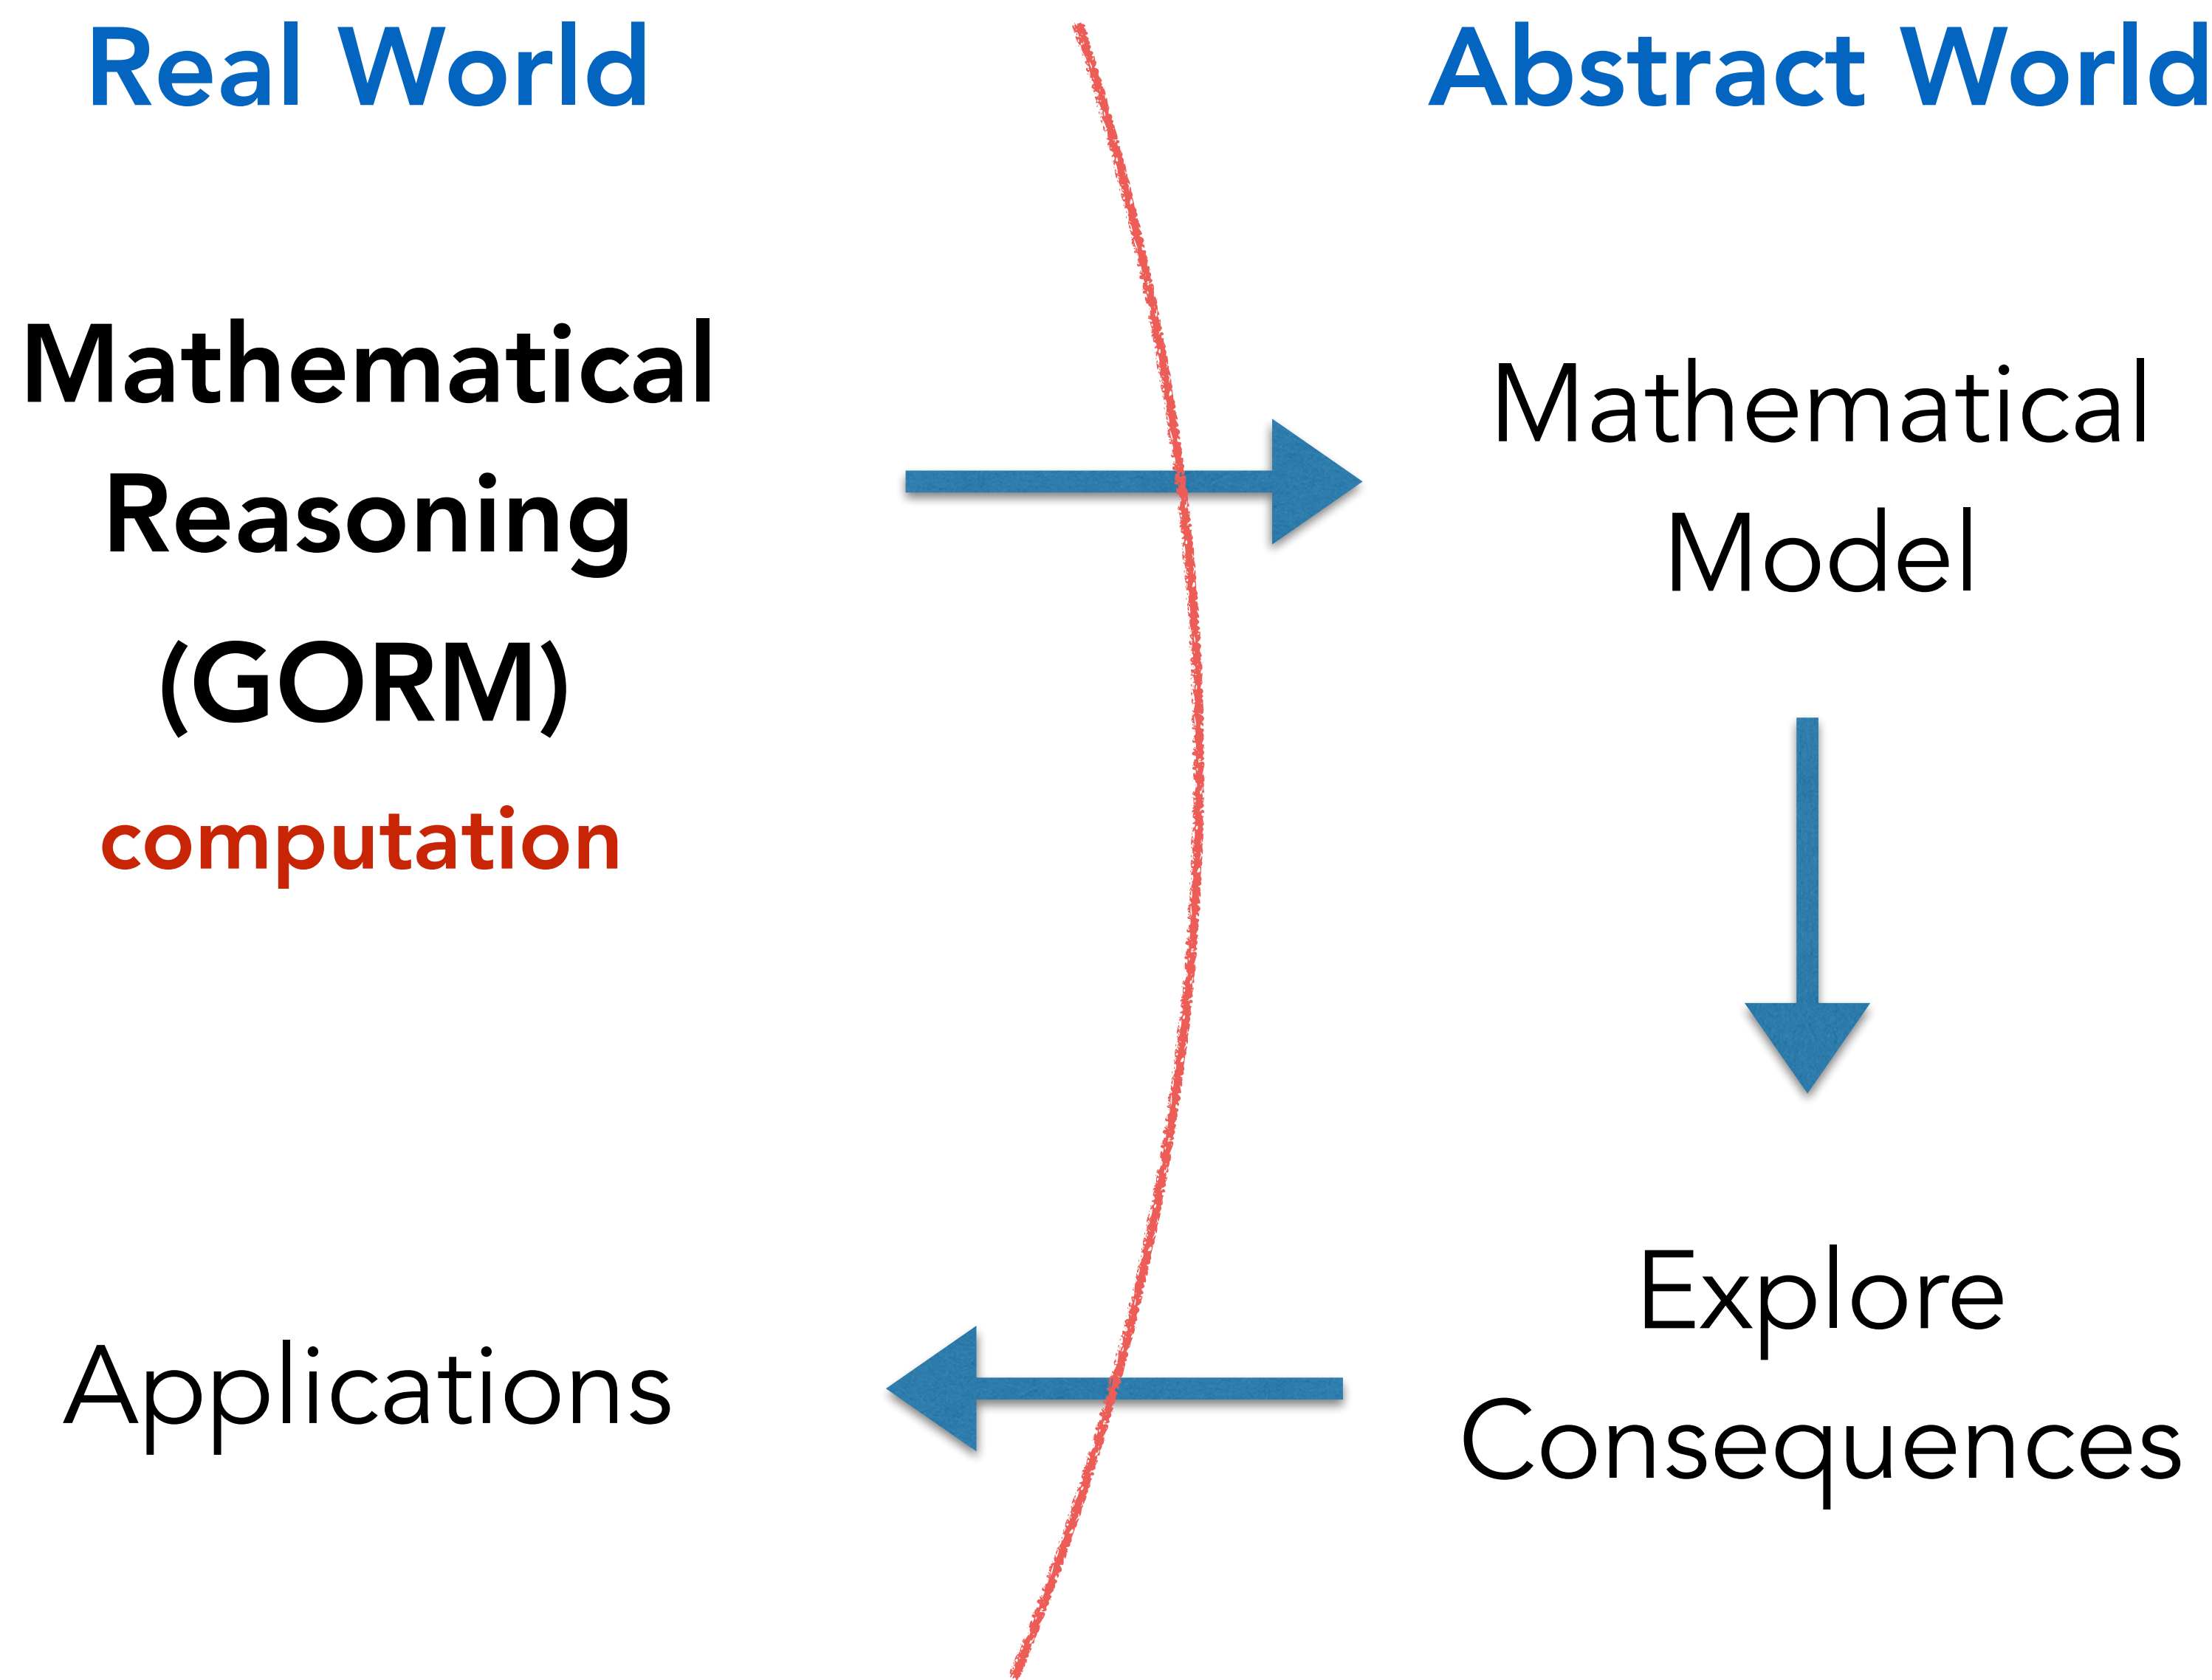 Real World
Abstract World
Mathematical
Reasoning
(GORM)
computation
Mathematical
Model
Applications
Explore
Consequences